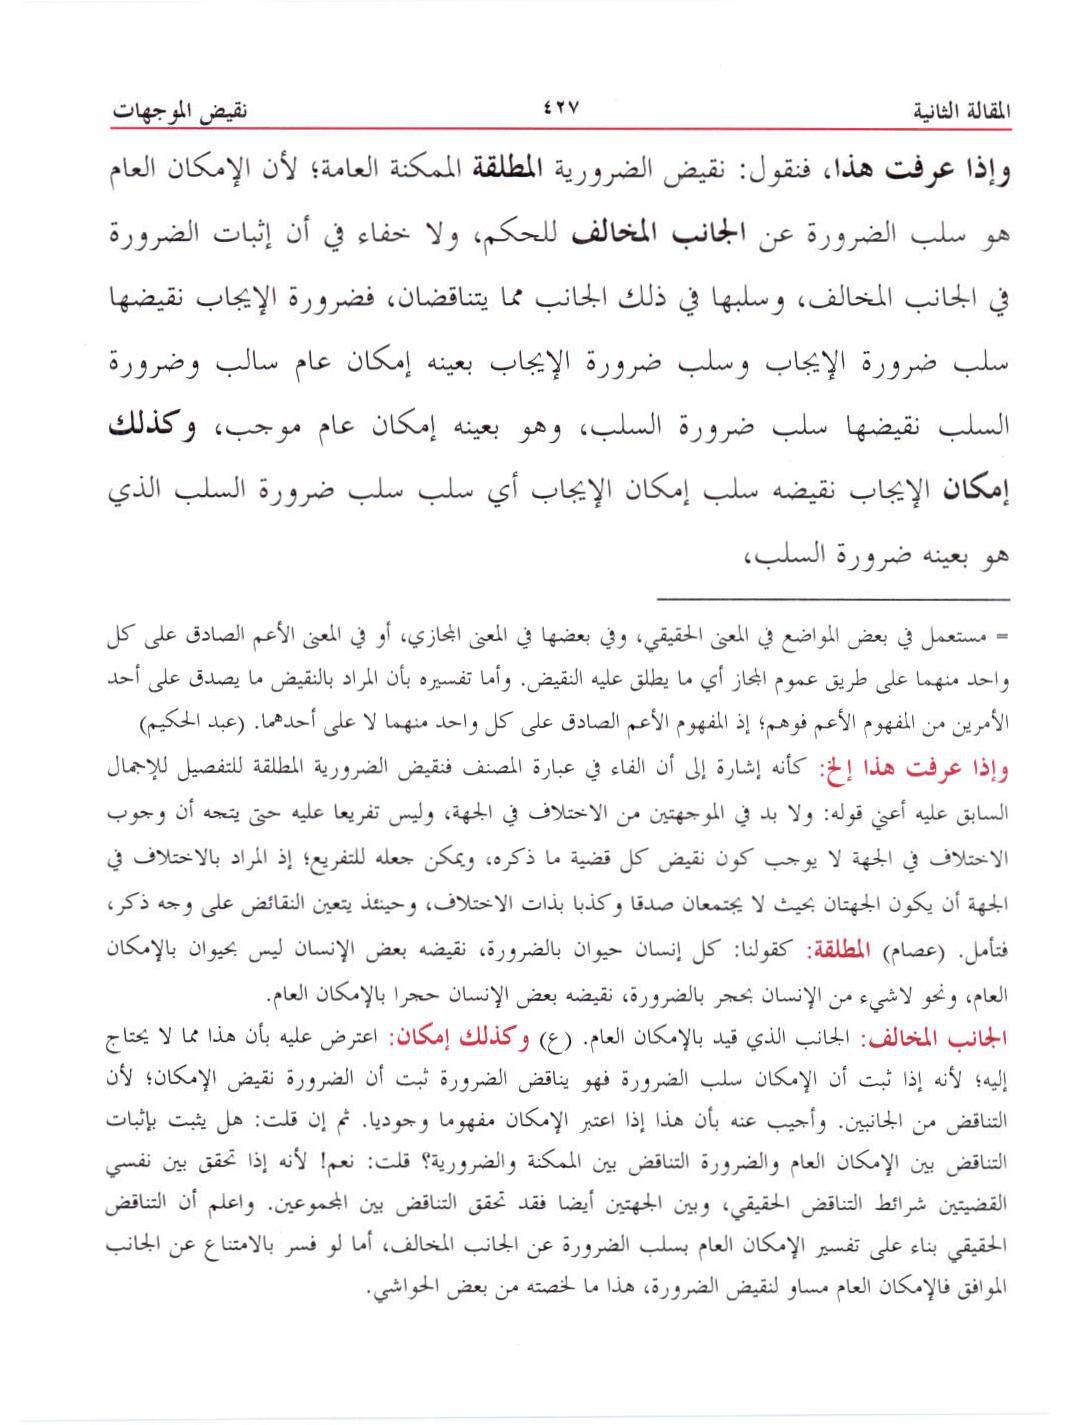 المقالة الثانية ٤٢٧ نقيض الموجهات
وإذا عرفت هذا، فنقول: نقيض الضرورية المطلقة الممكنة العامة؛ لأن الإمكان العام
هو سلب الضرورة عن الجانب المخالف للحكم، ولا خفاء في أن إثبات الضرورة
في الجانب المخالف، وسلبها في ذلك الجانب مما يتناقضان، فضرورة الإيجاب نقيضها
سلب ضرورة الإيجاب وسلب ضرورة الإيجاب بعينه إمكان عام سالب وضرورة
السلب نقيضها سلب ضرورة السلب، وهو بعينه إمكان عام موجب، وكذلك
إمكان الإيجاب نقيضه سلب إمكان الإيجاب أي سلب سلب ضرورة السلب الذي
هو بعينه ضرورة السلب،
= مستعمل في بعض المواضع في المعنى الحقيقي، وفي بعضها في المعنى المجازي، أو في المعنى الأعم الصادق على كل
واحد منهما على طريق عموم المجاز أي ما يطلق عليه النقيض. وأما تفسيره بأن المراد بالنقيض ما يصدق على أحد
الأمرين من المفهوم الأعم فوهم؛ إذ المفهوم الأعم الصادق على كل واحد منهما لا على أحدهما. (عبد الحكيم)
وإذا عرفت هذا إلخ: كأنه إشارة إلى أن الفاء في عبارة المصنف فنقيض الضرورية المطلقة للتفصيل للإجمال
السابق عليه أعني قوله: ولا بد في الموجهتين من الاختلاف في الجهة، وليس تفريعا عليه حتى يتجه أن وجوب
الاختلاف في الجهة لا يوجب كون نقيض كل قضية ما ذكره، ويمكن جعله للتفريع؛ إذ المراد بالاختلاف في
الجهة أن يكون الجهتان بحيث لا يجتمعان صدقا وكذبا بذات الاختلاف، وحينئذ يتعين النقائض على وجه ذكر،
فتأمل. (عصام) المطلقة: كقولنا: كل إنسان حيوان بالضرورة، نقيضه بعض الإنسان ليس بحيوان بالإمكان
العام، ونحو لاشيء من الإنسان بحجر بالضرورة، نقيضه بعض الإنسان حجرا بالإمكان العام.
الجانب المخالف: الجانب الذي قيد بالإمكان العام. (ع) وكذلك إمكان: اعترض عليه بأن هذا مما لا يحتاج
إليه؛ لأنه إذا ثبت أن الإمكان سلب الضرورة فهو يناقض الضرورة ثبت أن الضرورة نقيض الإمكان؛ لأن
التناقض من الجانبين. وأجيب عنه بأن هذا إذا اعتبر الإمكان مفهوما وجوديا. ثم إن قلت: هل يثبت بإثبات
التناقض بين الإمكان العام والضرورة التناقض بين الممكنة والضرورية؟ قلت: نعم! لأنه إذا تحقق بين نفسي
القضيتين شرائط التناقض الحقيقي، وبين الجهتين أيضا فقد تحقق التناقض بين المجموعين. واعلم أن التناقض
الحقيقي بناء على تفسير الإمكان العام بسلب الضرورة عن الجانب المخالف، أما لو فسر بالامتناع عن الجانب
الموافق فالإمكان العام مساو لنقيض الضرورة، هذا ما لخصته من بعض الحواشي.